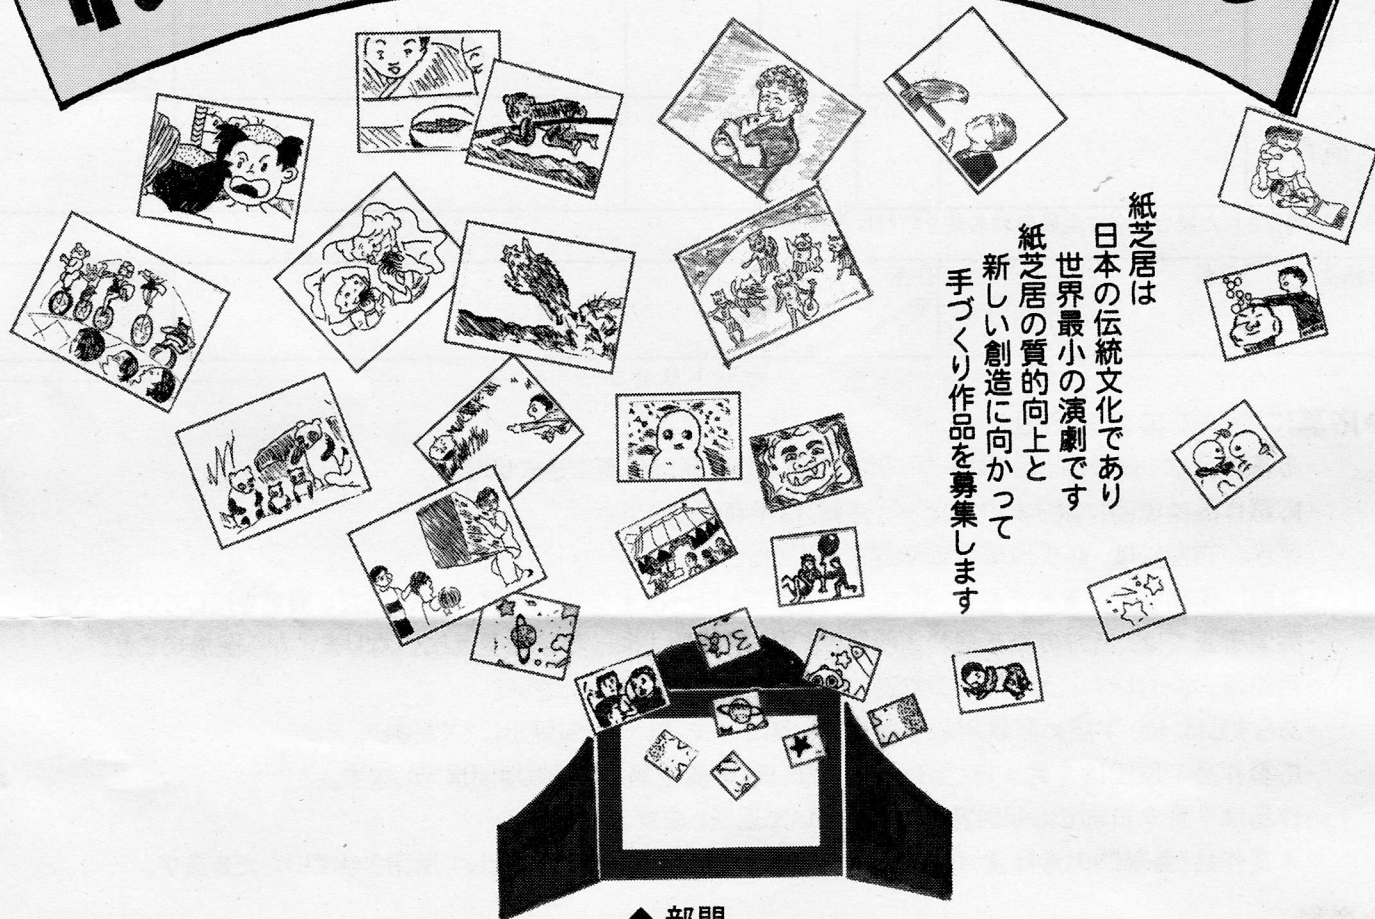 紙芝居は
日本の伝統文化であり
世界最小の演劇です
紙芝居の質的向上と
新しい創造に向かって
手づくり作品を募集します
◆部門